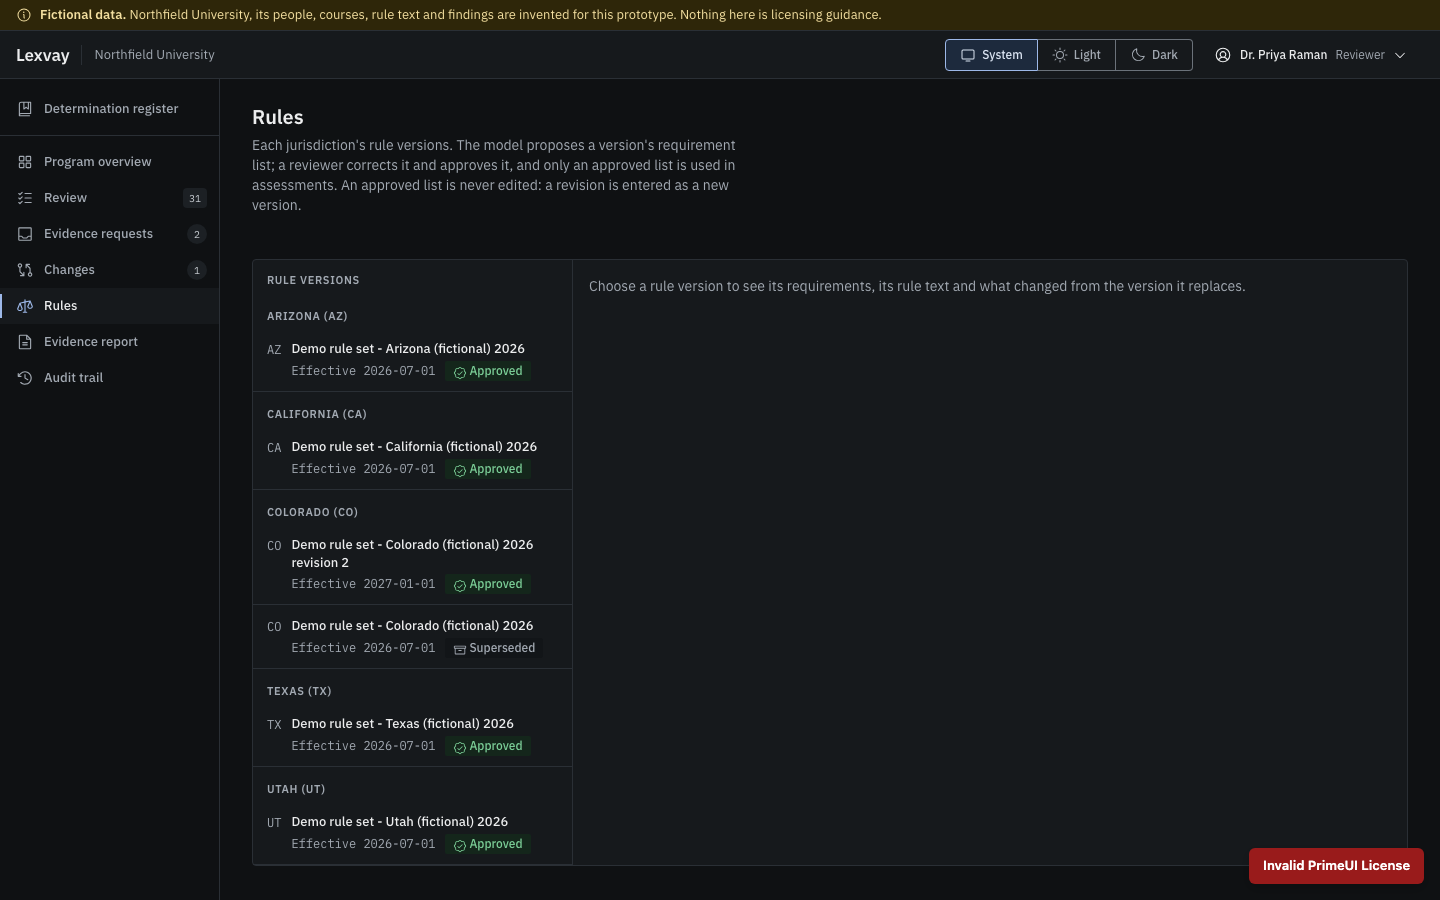 Fictional data. Northfield University, its people, courses, rule text and findings are invented for this prototype. Nothing here is licensing guidance.
Lexvay
Northfield University
System
Light
Dark
Dr. Priya Raman
Reviewer
Determination register
Program overview
Review
31
Evidence requests
2
Changes
1
Rules
Evidence report
Audit trail
Rules
Each jurisdiction's rule versions. The model proposes a version's requirement
list; a reviewer corrects it and approves it, and only an approved list is used in
assessments. An approved list is never edited: a revision is entered as a new
version.
RULE VERSIONS
ARIZONA (AZ)
AZ Demo rule set - Arizona (fictional) 2026
Effective 2026-07-01 Approved
CALIFORNIA (CA)
CA Demo rule set - California (fictional) 2026
Effective 2026-07-01 Approved
COLORADO (CO)
CO Demo rule set - Colorado (fictional) 2026
revision 2
Effective 2027-01-01 Approved
CO Demo rule set - Colorado (fictional) 2026
Effective 2026-07-01 Superseded
TEXAS (TX)
TX Demo rule set - Texas (fictional) 2026
Effective 2026-07-01 Approved
UTAH (UT)
UT Demo rule set - Utah (fictional) 2026
Effective 2026-07-01 Approved
Choose a rule version to see its requirements, its rule text and what changed from the version it replaces.
Invalid PrimeUI License